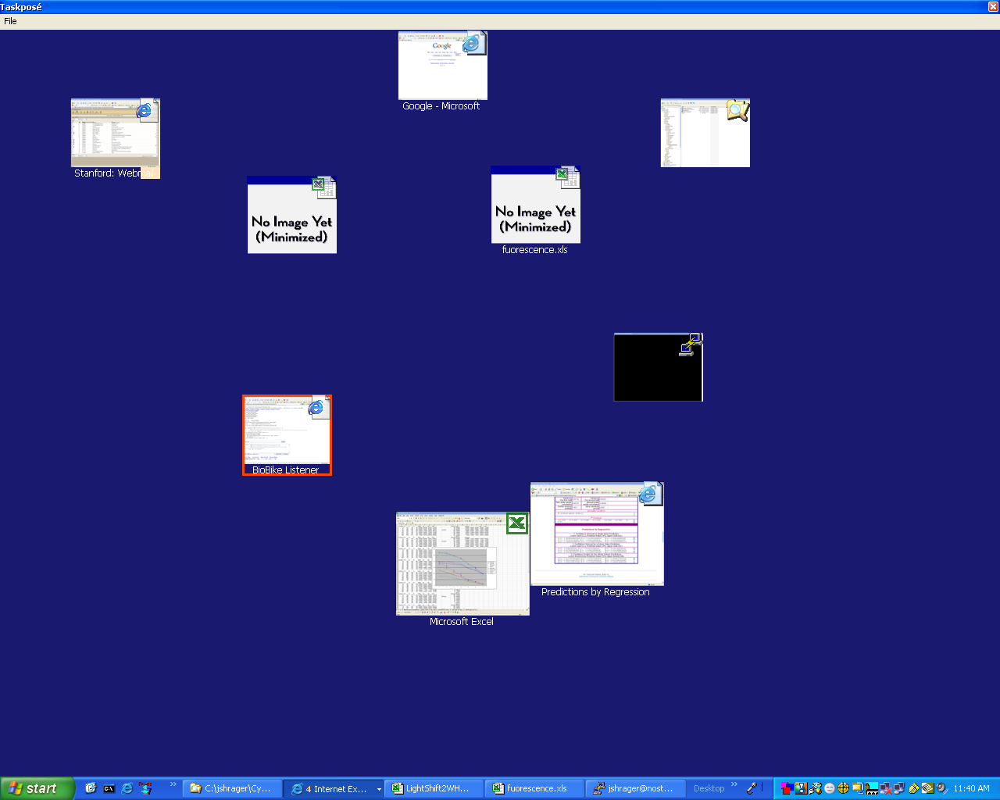 Taskposé
File
Google
Google - Microsoft
Stanford: Webm
No Image Yet
(Minimized)
No Image Yet
(Minimized)
fuorescence.xls
BioBike Listener
Predictions by Regression
Microsoft Excel
start
C:\jshrager\Cy...
4 Internet Ex...
LightShift2WH...
fuorescence.xls
jshrager@nost...
Desktop
11:40 AM